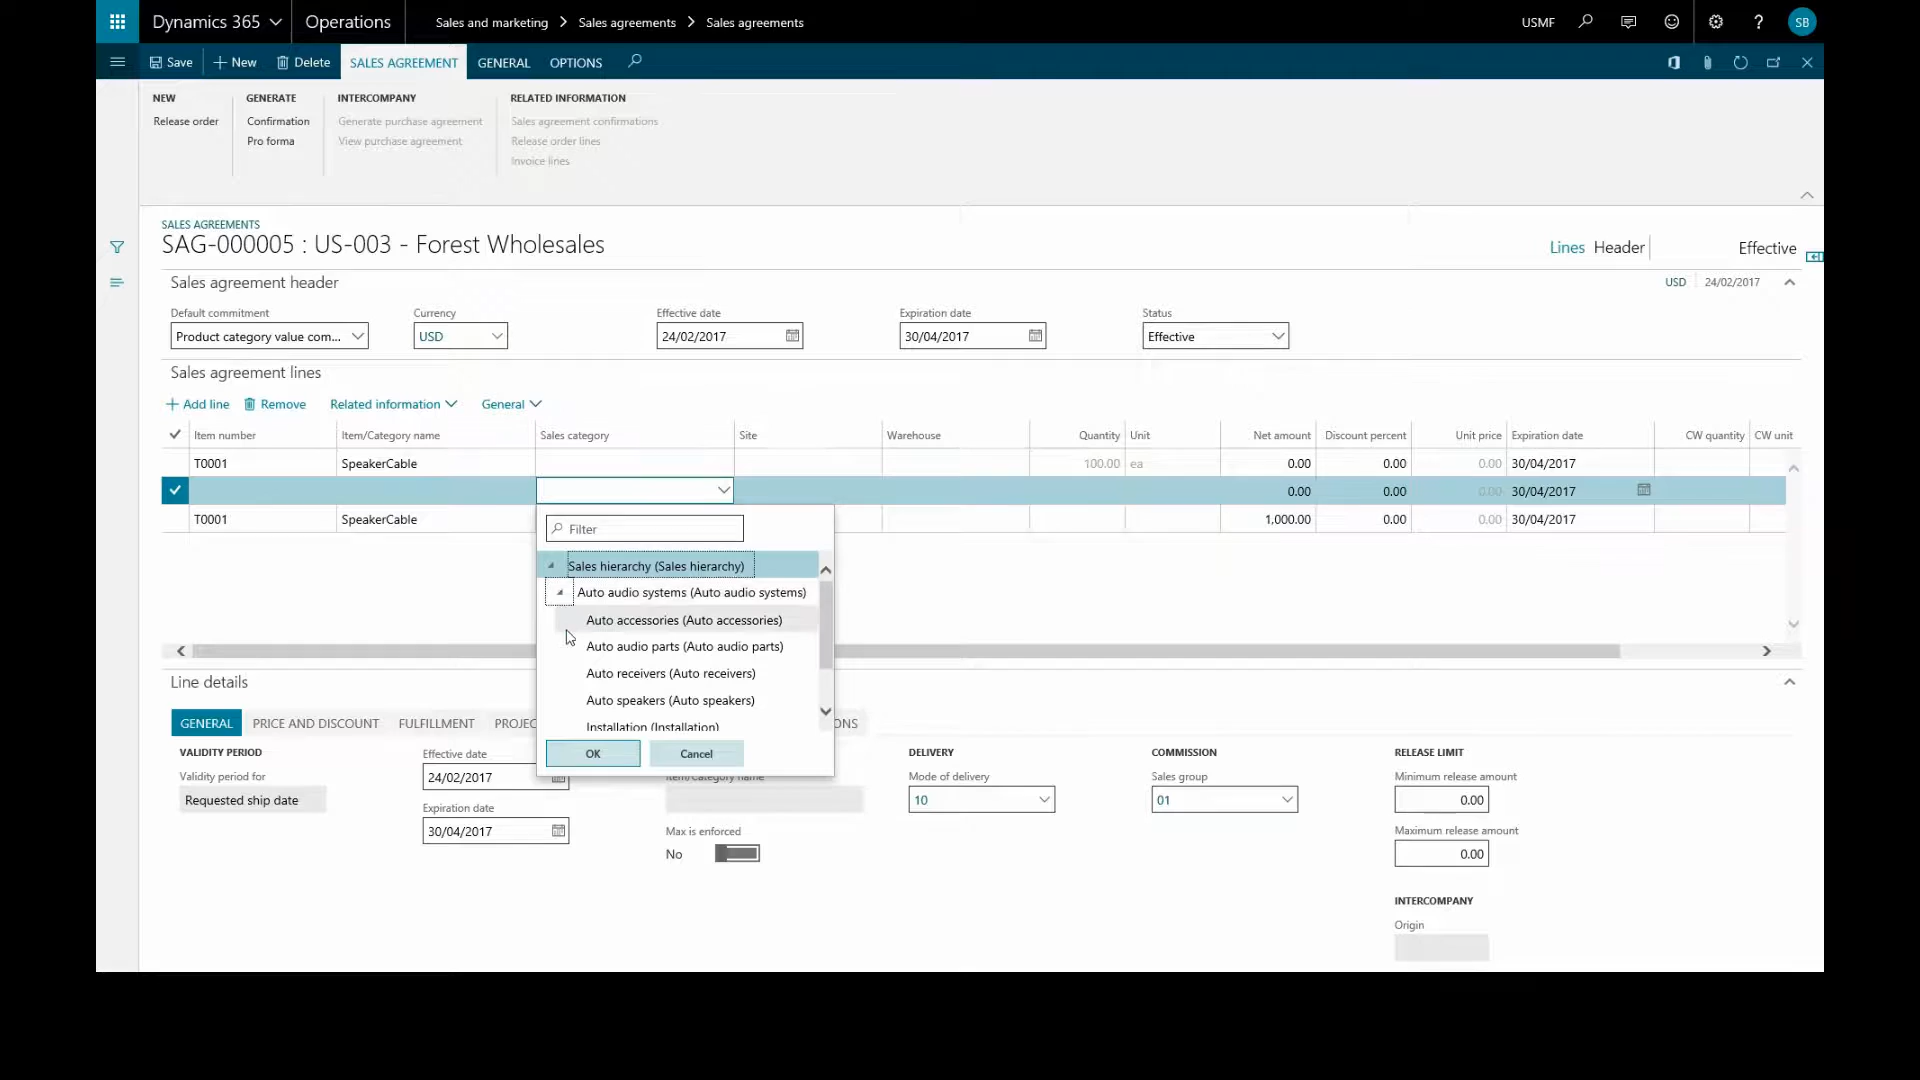 Dynamics 365 Operations Sales and marketing > Sales agreements > Sales agreements USMF ? SB
Save + New Delete SALES AGREEMENT GENERAL OPTIONS
NEW GENERATE INTERCOMPANY RELATED INFORMATION
Release order Confirmation Generate purchase agreement Sales agreement confirmations
Pro forma View purchase agreement Release order lines
Invoice lines
SALES AGREEMENTS
SAG-000005 : US-003 - Forest Wholesales Lines Header Effective
Sales agreement header USD 24/02/2017
Default commitment Currency Effective date Expiration date Status
Product category value com... USD 24/02/2017 30/04/2017 Effective
Sales agreement lines
+ Add line Remove Related information General
Item number Item/Category name Sales category Site Warehouse Quantity Unit Net amount Discount percent Unit price Expiration date CW quantity CW unit
T0001 SpeakerCable 100.00 ea 0.00 0.00 0.00 30/04/2017
0.00 0.00 0.00 30/04/2017
T0001 SpeakerCable 1,000.00 0.00 0.00 30/04/2017
Filter
Sales hierarchy (Sales hierarchy)
Auto audio systems (Auto audio systems)
Auto accessories (Auto accessories)
Auto audio parts (Auto audio parts)
Auto receivers (Auto receivers)
Auto speakers (Auto speakers)
Installation (Installation)
OK Cancel
Line details
GENERAL PRICE AND DISCOUNT FULFILLMENT PROJEC ONS
VALIDITY PERIOD Effective date DELIVERY COMMISSION RELEASE LIMIT
Validity period for 24/02/2017 Item/Category name Mode of delivery Sales group Minimum release amount
Requested ship date 10 01 0.00
Expiration date Max is enforced Maximum release amount
30/04/2017 No 0.00
INTERCOMPANY
Origin